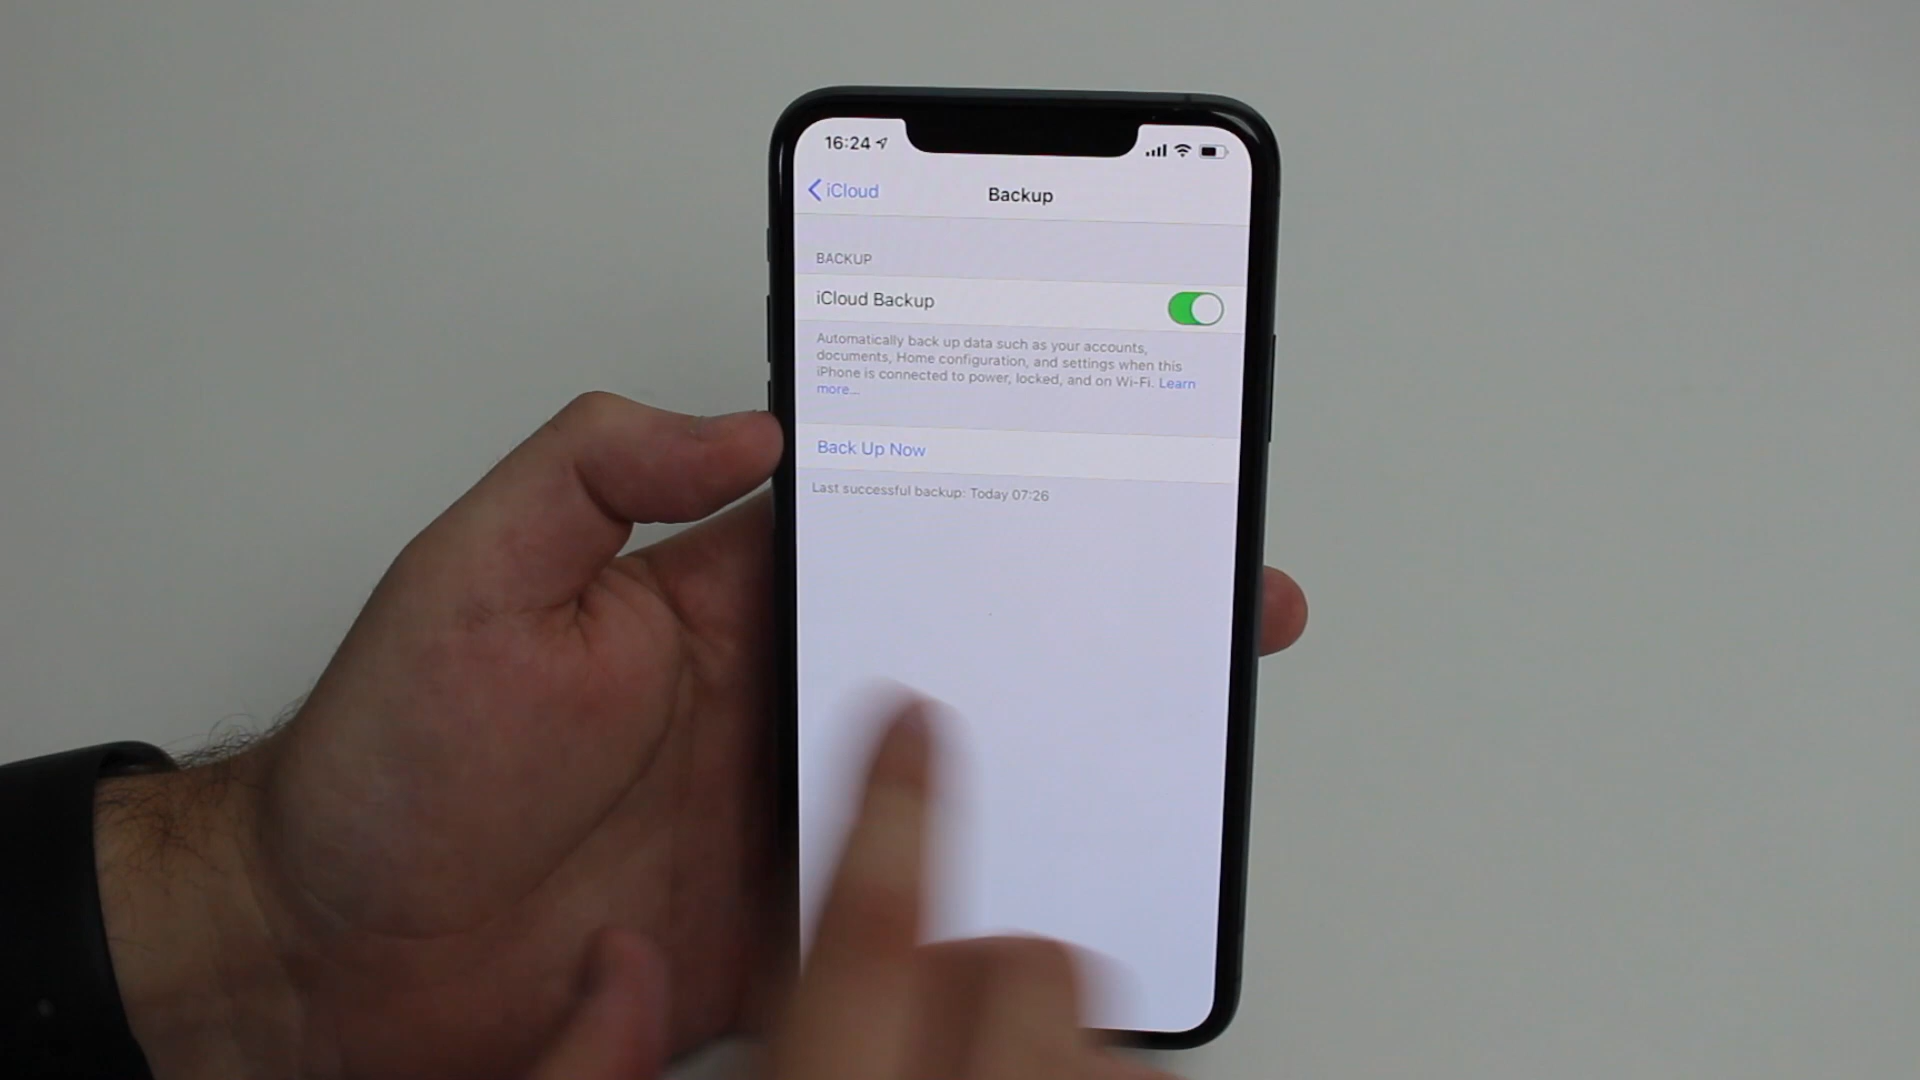 16:24
iCloud
Backup
BACKUP
iCloud Backup
Automatically back up data such as your accounts,
documents, Home configuration, and settings when this
iPhone is connected to power, locked, and on Wi-Fi. Learn
more...
Back Up Now
Last successful backup: Today 07:26